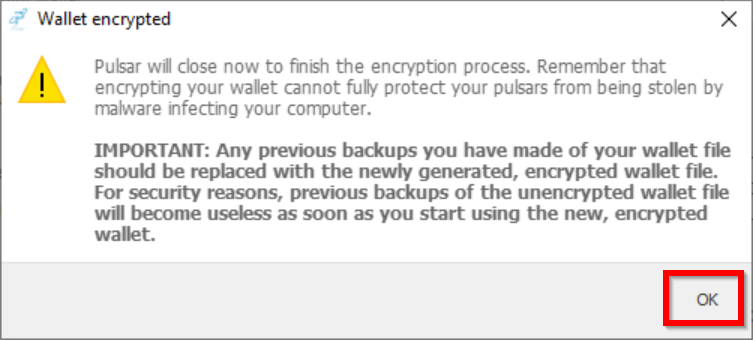 Wallet encrypted
Pulsar will close now to finish the encryption process. Remember that
encrypting your wallet cannot fully protect your pulsars from being stolen by
malware infecting your computer.
IMPORTANT: Any previous backups you have made of your wallet file
should be replaced with the newly generated, encrypted wallet file.
For security reasons, previous backups of the unencrypted wallet file
will become useless as soon as you start using the new, encrypted
wallet.
OK